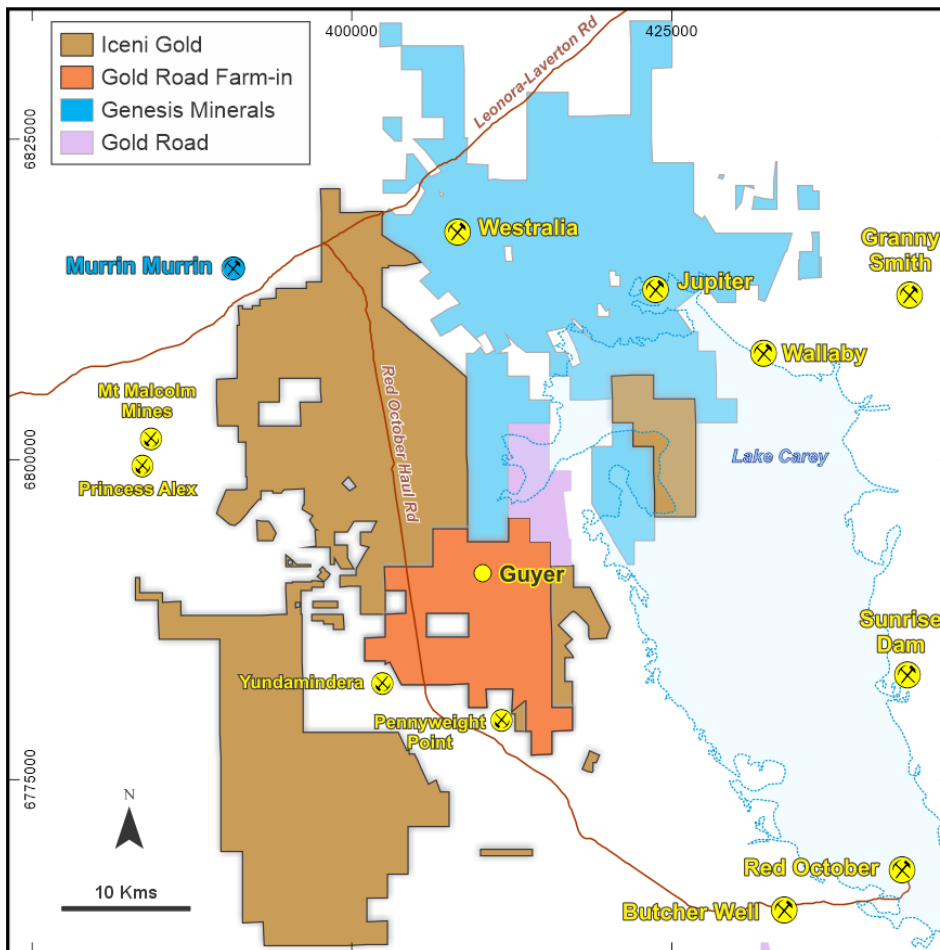 400000
425000
Iceni Gold
Gold Road Farm-in
Genesis Minerals
Gold Road
Leonora-Laverton Rd
6825000
Westralia
Granny
Smith
Murrin Murrin
Jupiter
Wallaby
Red October Haul Rd
Mt Malcolm
Mines
Lake Carey
6800000
Princess Alex
Guyer
Sunrise
Dam
Yundamindera
Pennyweight
Point
6775000
N
10 Kms
Red October
Butcher Well